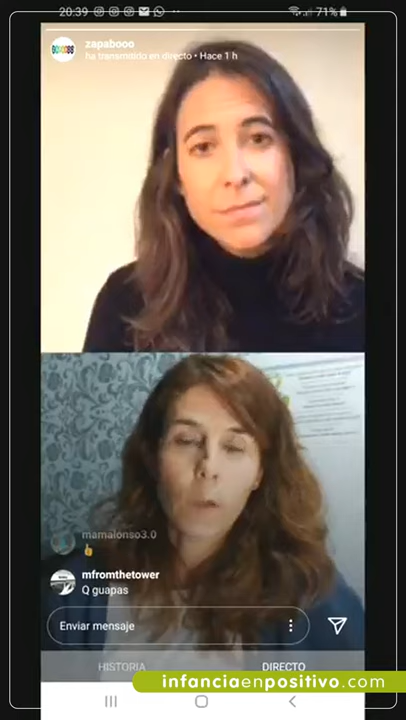 20:39
71%
zapabooo
ha transmitido en directo • Hace 1 h
mamalonso3.0
👍
mfromthetower
Q guapas
Enviar mensaje
HISTORIA
DIRECTO
infanciaenpositivo.com